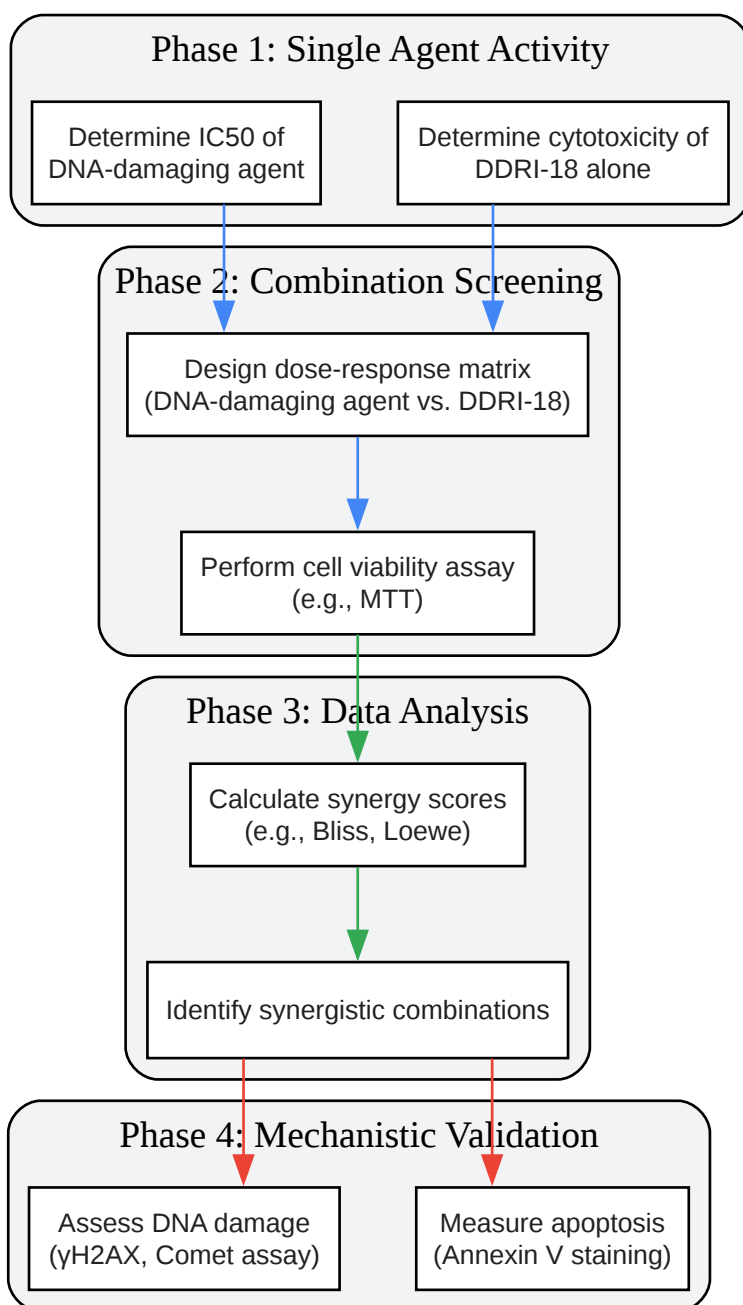 Phase 1: Single Agent Activity
Determine IC50 of
DNA-damaging agent
Determine cytotoxicity of
DDRI-18 alone
Phase 2: Combination Screening
Design dose-response matrix
(DNA-damaging agent vs. DDRI-18)
Perform cell viability assay
(e.g., MTT)
Phase 3: Data Analysis
Calculate synergy scores
(e.g., Bliss, Loewe)
Identify synergistic combinations
Phase 4: Mechanistic Validation
Assess DNA damage
(γH2AX, Comet assay)
Measure apoptosis
(Annexin V staining)